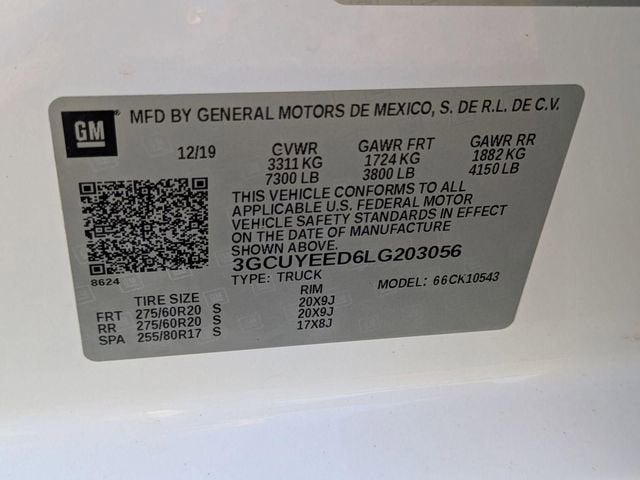 GM
MFD BY GENERAL MOTORS DE MEXICO, S. DE R.L. DE C.V.
12/19 GVWR GAWR FRT GAWR RR
3311 KG 1724 KG 1882 KG
7300 LB 3800 LB 4150 LB
THIS VEHICLE CONFORMS TO ALL
APPLICABLE U.S. FEDERAL MOTOR
VEHICLE SAFETY STANDARDS IN EFFECT
ON THE DATE OF MANUFACTURE
SHOWN ABOVE.
3GCUYEED6LG203056
8624
TYPE: TRUCK MODEL: 66CK10543
TIRE SIZE RIM
FRT 275/60R20 S 20X9J
RR 275/60R20 S 20X9J
SPA 255/80R17 S 17X8J